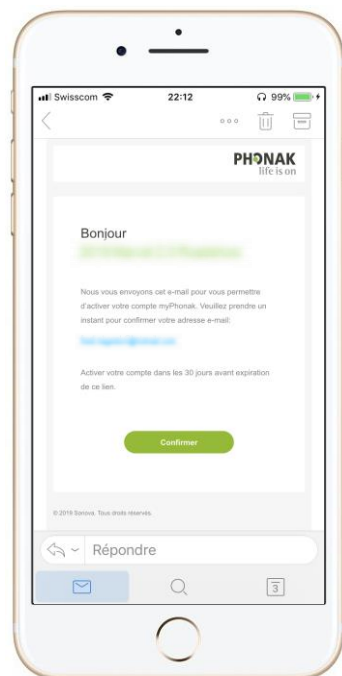 Swisscom 22:12 99%
PHONAK
life is on
Bonjour
Nous vous envoyons cet e-mail pour vous permettre
d'activer votre compte myPhonak. Veuillez prendre un
instant pour confirmer votre adresse e-mail:
Activer votre compte dans les 30 jours avant expiration
de ce lien.
Confirmer
© 2019 Sonova. Tous droits réservés.
Répondre
3